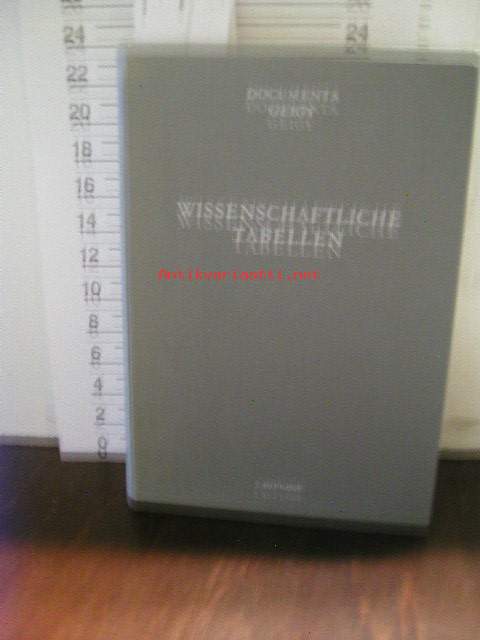 24
24
22
20
18
16
14
12
10
8
6
4
2
0
DOCUMENTA
GEIGY
WISSENSCHAFTLICHE
TABELLEN
Antikvariaatti.net